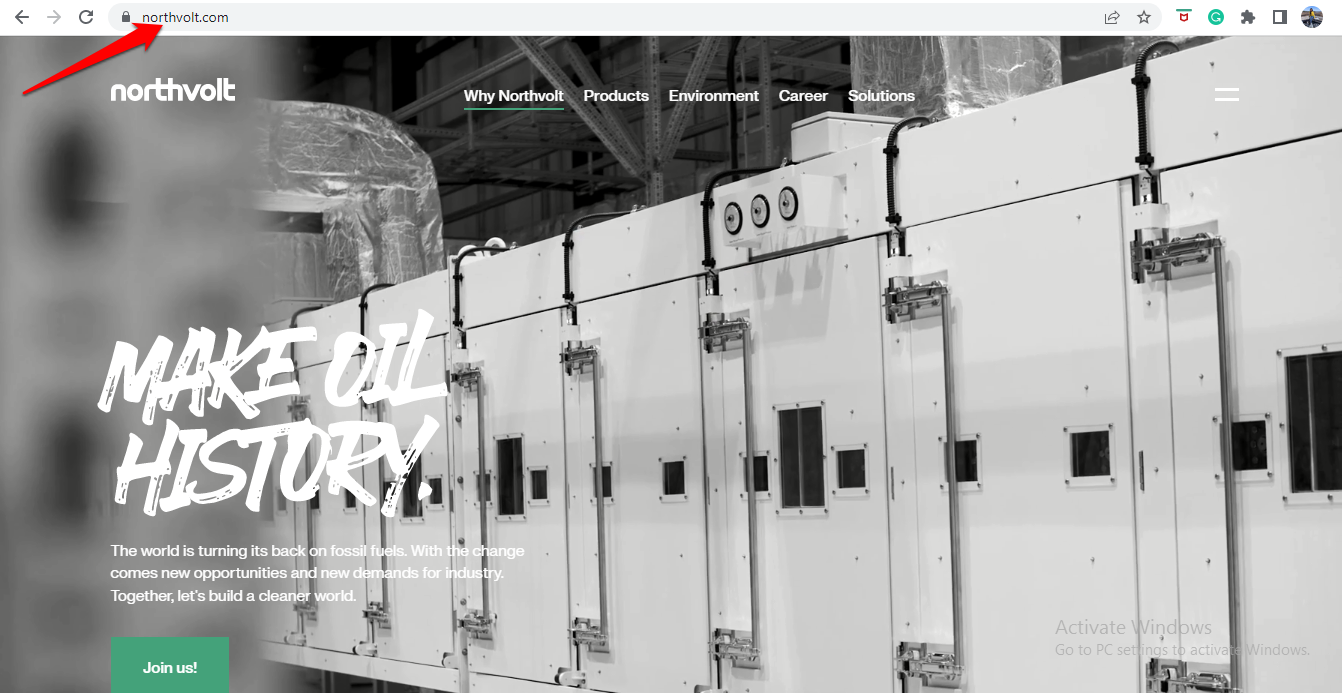 northvolt.com
northvolt
Why Northvolt Products Environment Career Solutions
MAKE OIL
HISTORY.
The world is turning its back on fossil fuels. With the change
comes new opportunities and new demands for industry.
Together, let's build a cleaner world.
Join us!
Activate Windows
Go to PC settings to activate Windows.